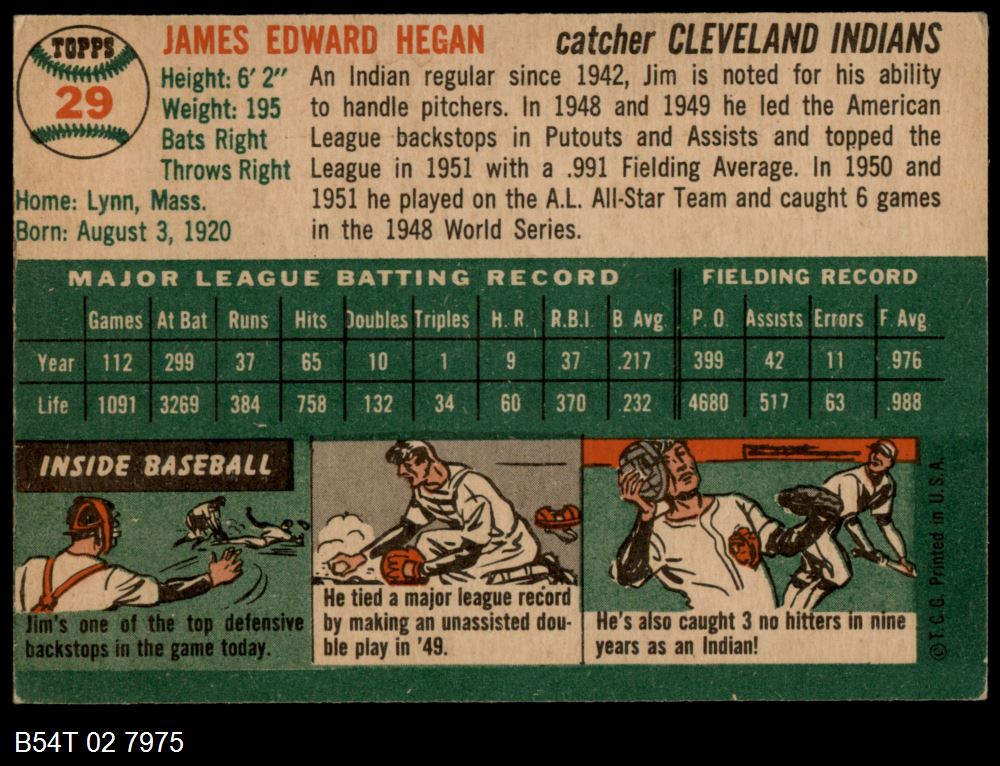 TOPPS
29
JAMES EDWARD HEGAN
catcher CLEVELAND INDIANS
Height: 6' 2"
Weight: 195
Bats Right
Throws Right
Home: Lynn, Mass.
Born: August 3, 1920
An Indian regular since 1942, Jim is noted for his ability
to handle pitchers. In 1948 and 1949 he led the American
League backstops in Putouts and Assists and topped the
League in 1951 with a .991 Fielding Average. In 1950 and
1951 he played on the A.L. All-Star Team and caught 6 games
in the 1948 World Series.
MAJOR LEAGUE BATTING RECORD FIELDING RECORD
Games At Bat Runs Hits Doubles Triples H. R. R.B.I. B Avg. P. O. Assists Errors F. Avg.
Year 112 299 37 65 10 1 9 37 .217 399 42 11 .976
Life 1091 3269 384 758 132 34 60 370 .232 4680 517 63 .988
INSIDE BASEBALL
Jim's one of the top defensive
backstops in the game today.
He tied a major league record
by making an unassisted dou-
ble play in '49.
He's also caught 3 no hitters in nine
years as an Indian!
© T. C. G. Printed in U. S. A.
B54T 02 7975